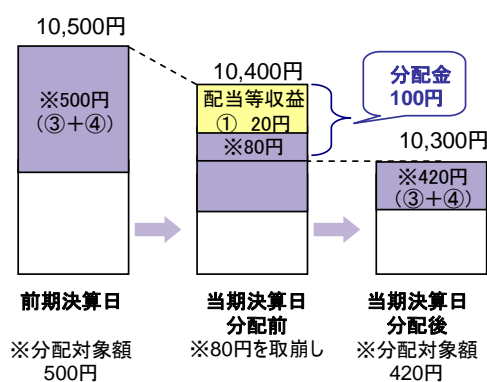 10,500円
※500円
（③＋④）
10,400円
配当等収益
① 20円
※80円
分配金
100円
10,300円
※420円
（③＋④）
前期決算日
※分配対象額
500円
当期決算日
分配前
※80円を取崩し
当期決算日
分配後
※分配対象額
420円